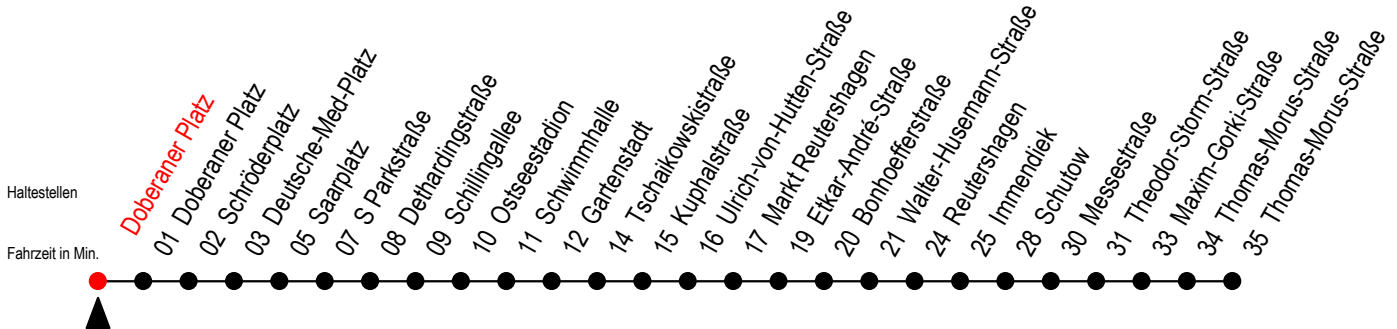 Haltestellen
Fahrzeit in Min.
Doberaner Platz
01 Doberaner Platz
02 Schröderplatz
03 Deutsche-Med-Platz
05 Saarplatz
07 S Parkstraße
08 Dethardingstraße
09 Schillingallee
10 Ostseestadion
11 Schwimmhalle
12 Gartenstadt
14 Tschaikowskistraße
15 Kuphalstraße
16 Ulrich-von-Hutten-Straße
17 Markt Reutershagen
19 Etkar-André-Straße
20 Bonhoefferstraße
21 Walter-Husemann-Straße
24 Reutershagen
25 Immendiek
28 Schutow
30 Messestraße
31 Theodor-Storm-Straße
33 Maxim-Gorki-Straße
34 Thomas-Morus-Straße
35 Thomas-Morus-Straße